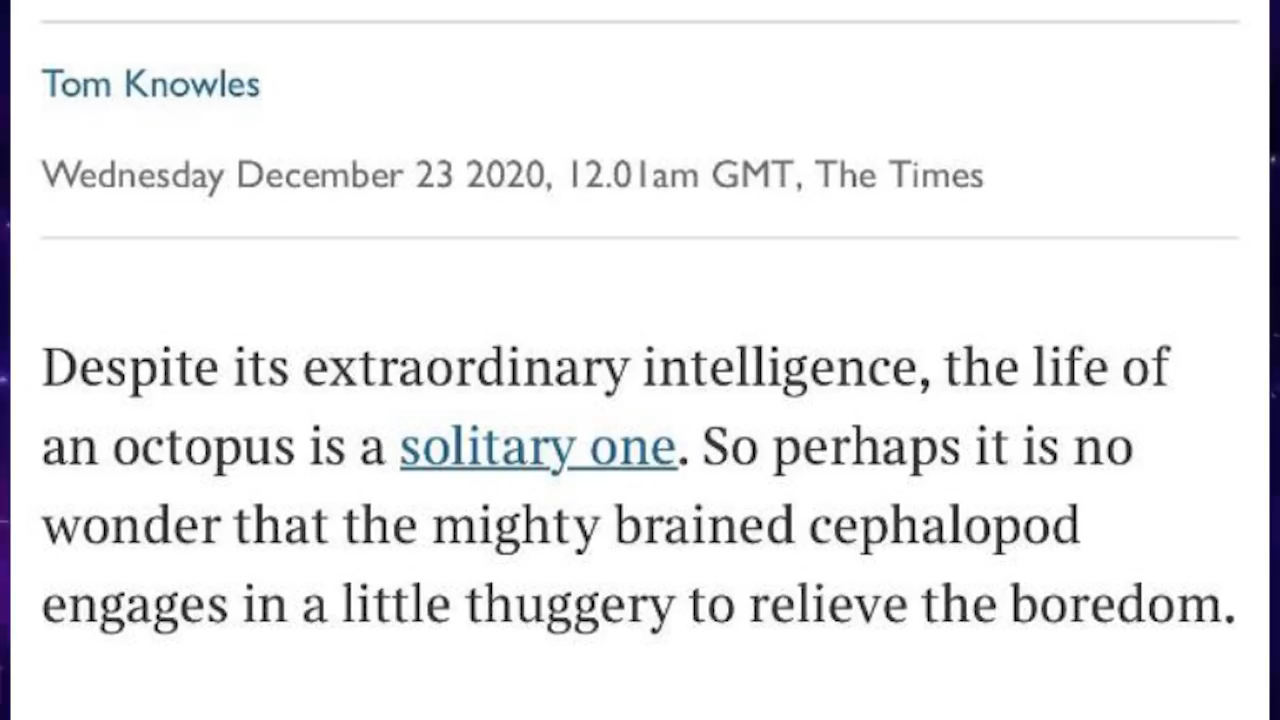 Tom Knowles
Wednesday December 23 2020, 12.01am GMT, The Times
Despite its extraordinary intelligence, the life of
an octopus is a solitary one. So perhaps it is no
wonder that the mighty brained cephalopod
engages in a little thuggery to relieve the boredom.